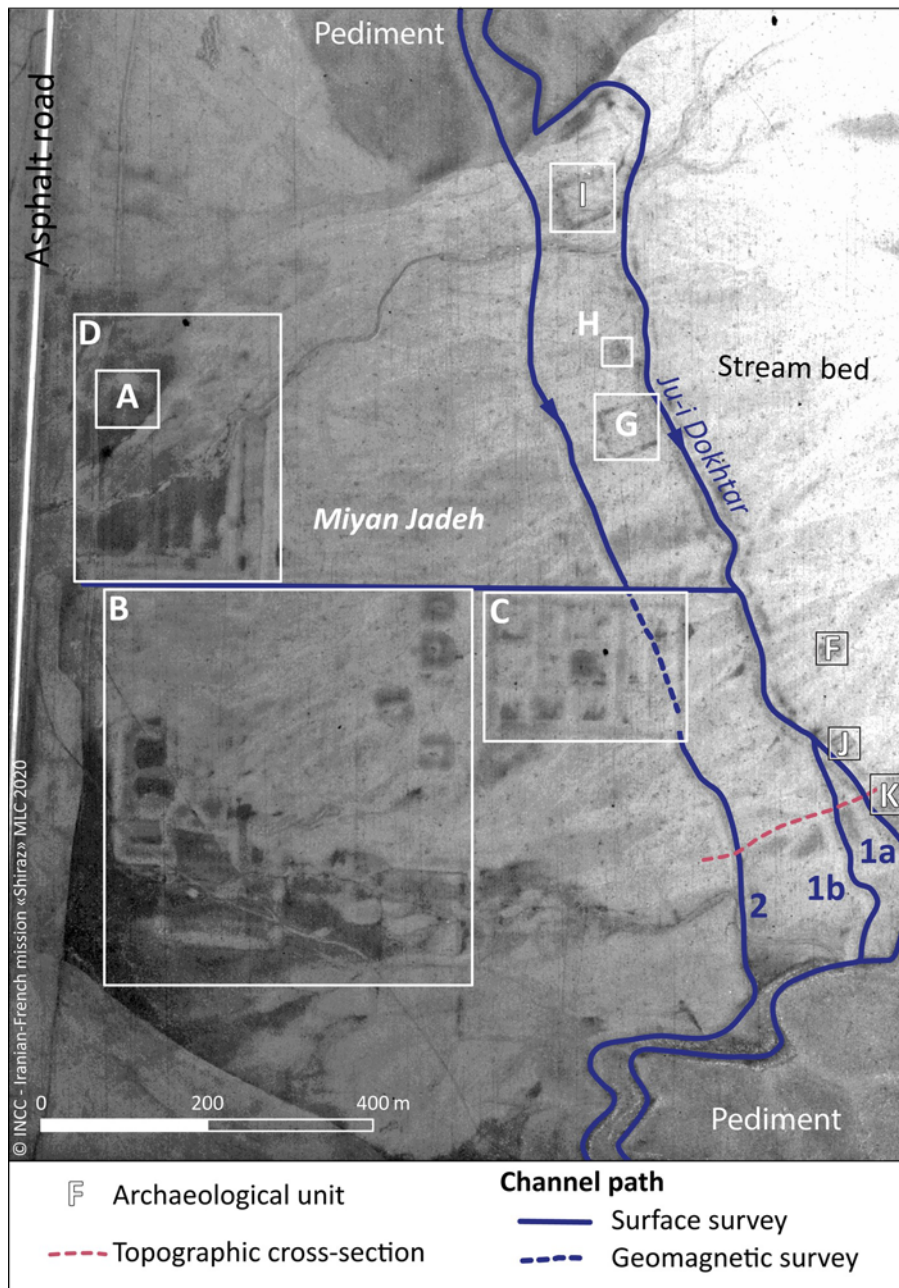 Pediment
Asphalt road
I
D
H
A
Stream bed
G
Ju-i Dokhtar
Miyan Jadeh
B
C
F
J
K
1a
1b
2
© INCC - Iranian-French mission «Shiraz» MLC 2020
0 200 400 m
Pediment
F Archaeological unit
Topographic cross-section
Channel path
Surface survey
Geomagnetic survey